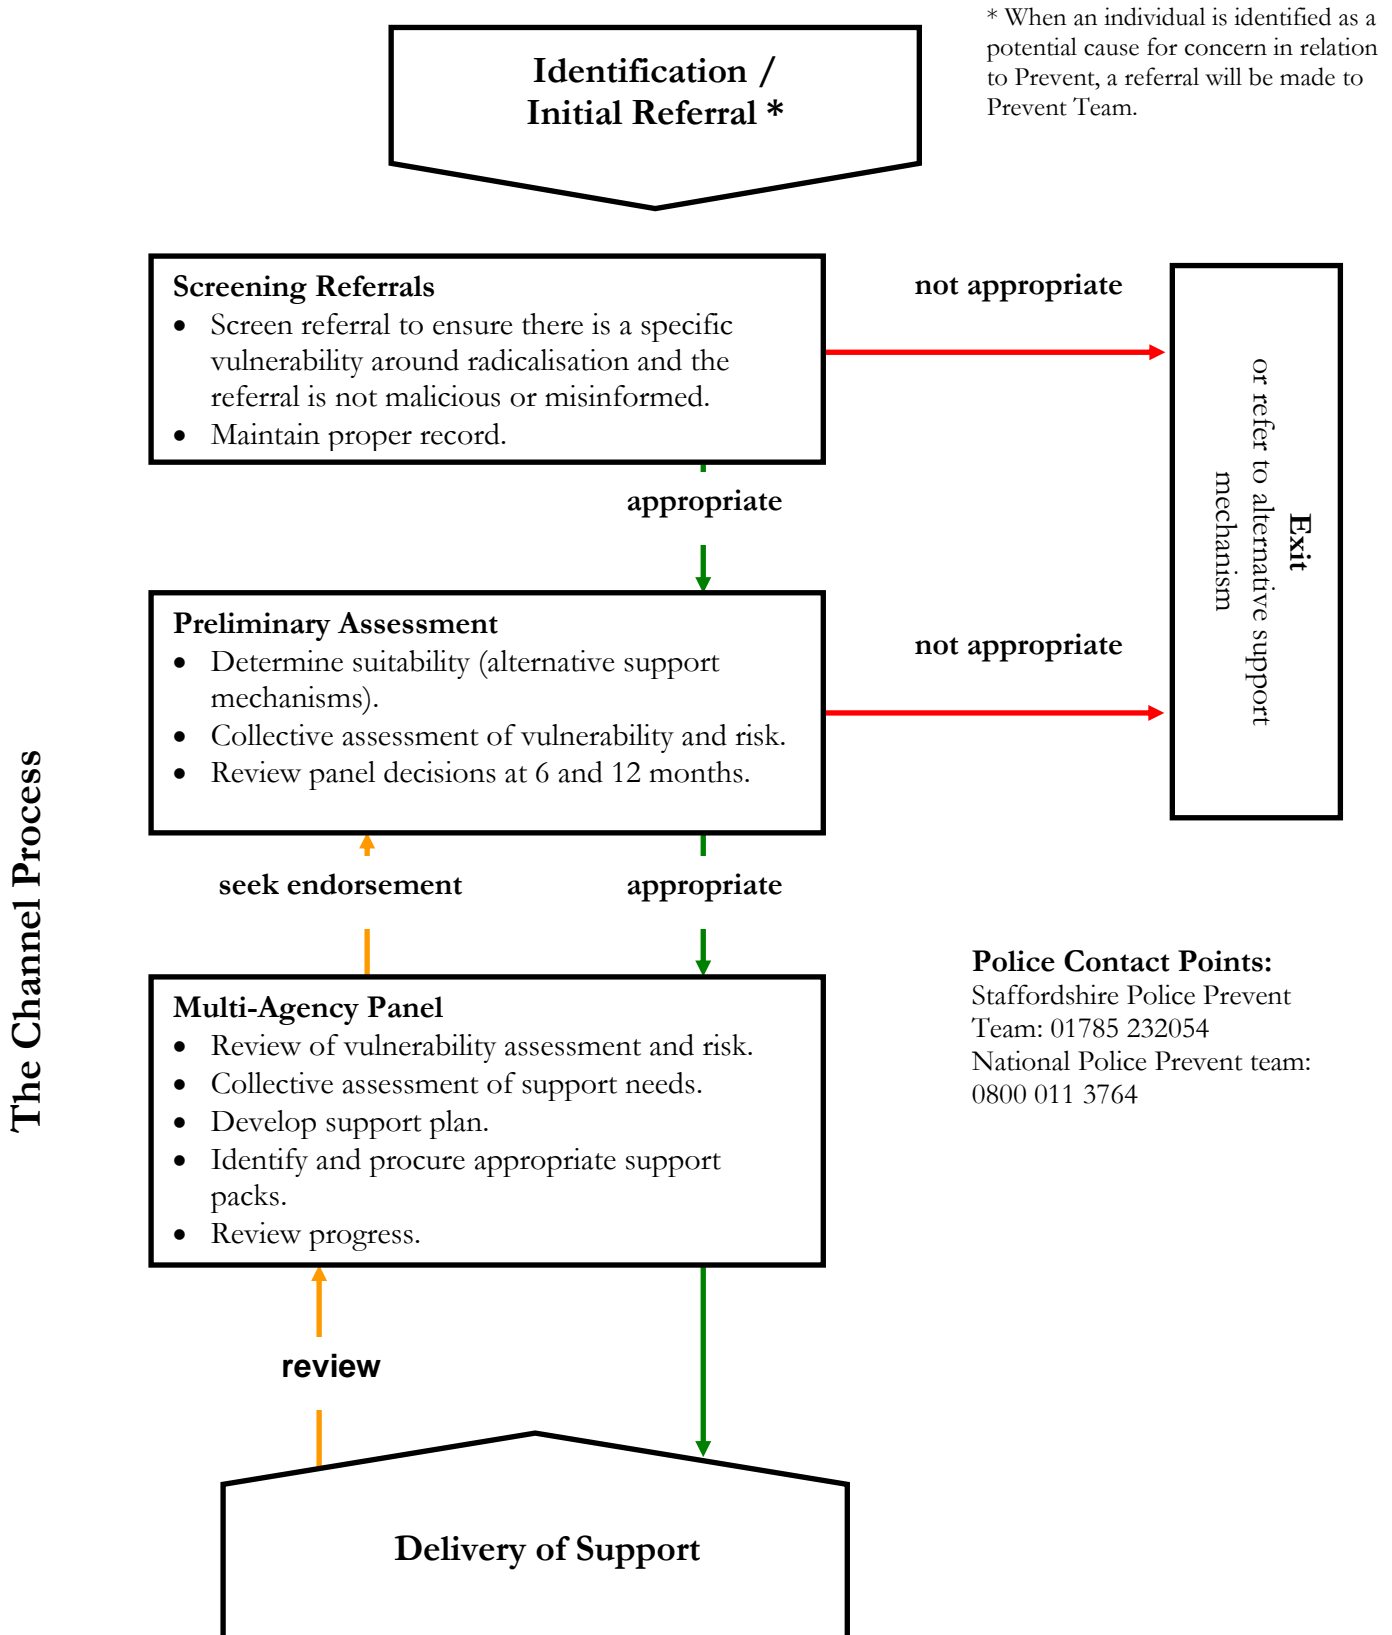 * When an individual is identified as a
potential cause for concern in relation
to Prevent, a referral will be made to
Prevent Team.
Identification /
Initial Referral *
Screening Referrals
• Screen referral to ensure there is a specific
vulnerability around radicalisation and the
referral is not malicious or misinformed.
• Maintain proper record.
not appropriate
Exit
or refer to alternative support
mechanism
appropriate
Preliminary Assessment
• Determine suitability (alternative support
mechanisms).
• Collective assessment of vulnerability and risk.
• Review panel decisions at 6 and 12 months.
not appropriate
The Channel Process
seek endorsement
appropriate
Multi-Agency Panel
• Review of vulnerability assessment and risk.
• Collective assessment of support needs.
• Develop support plan.
• Identify and procure appropriate support
packs.
• Review progress.
Police Contact Points:
Staffordshire Police Prevent
Team: 01785 232054
National Police Prevent team:
0800 011 3764
review
Delivery of Support